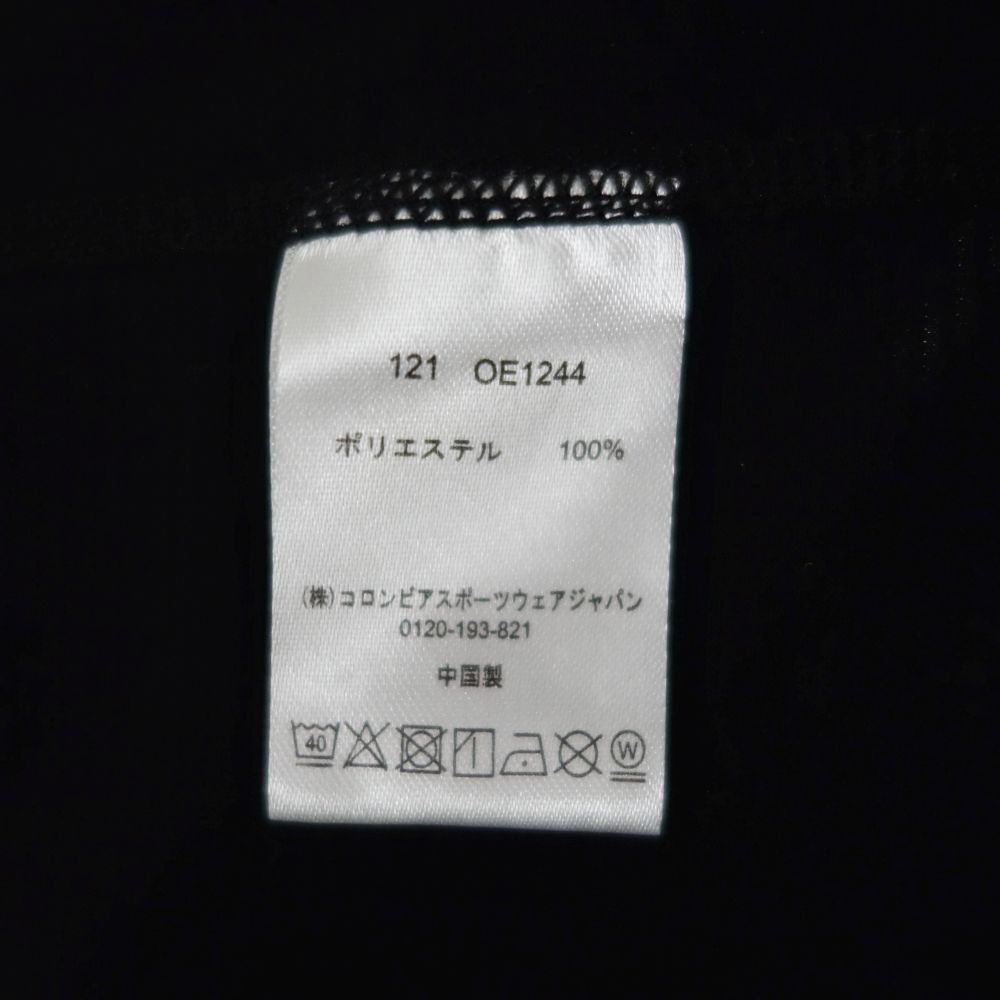 121 OE1244
ポリエステル 100%
(株)コロンビアスポーツウェアジャパン
0120-193-821
中国製
40 W